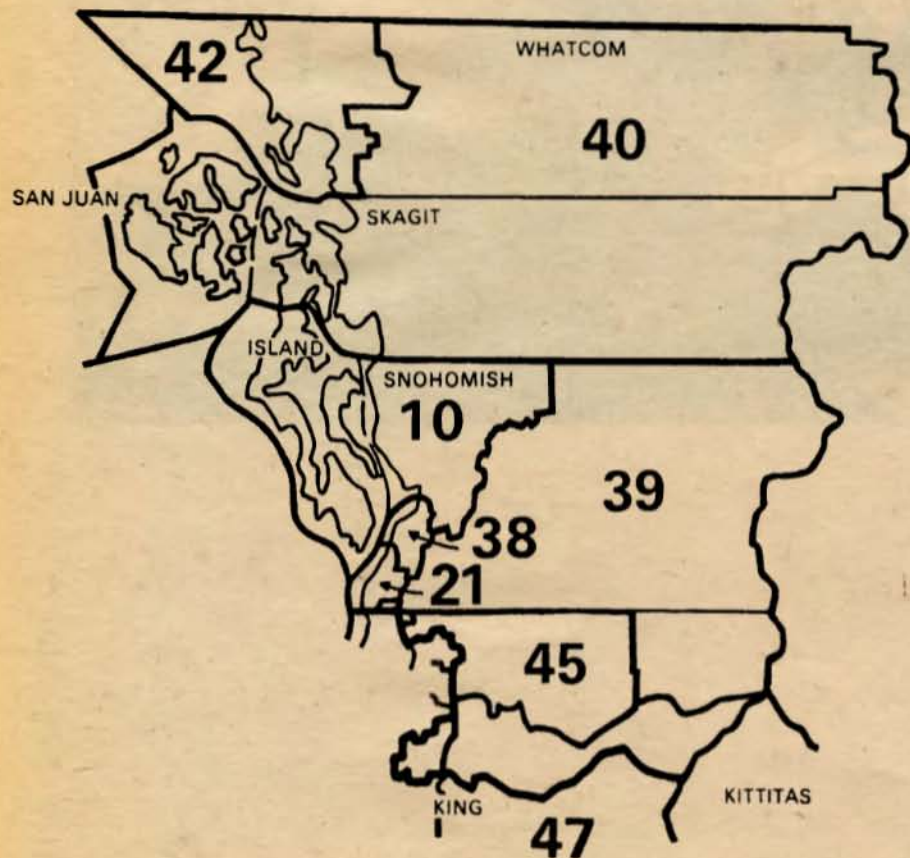 WHATCOM
42
40
SAN JUAN
SKAGIT
ISLAND
SNOHOMISH
10
39
38
21
45
KITTITAS
KING
47